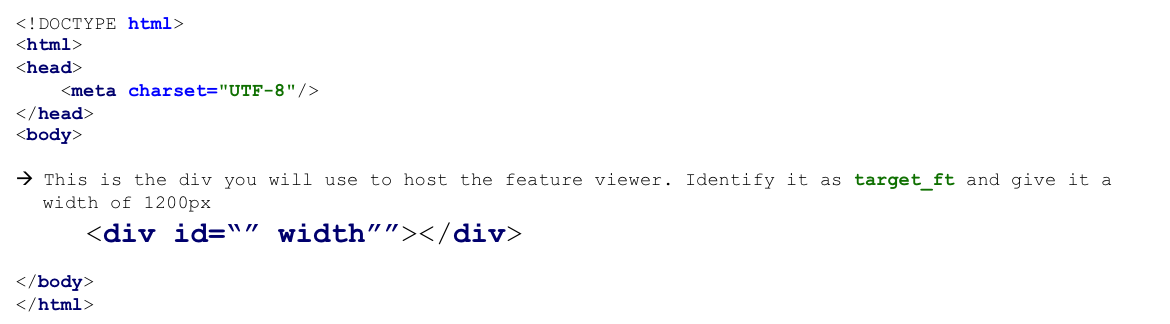 <!DOCTYPE html>
<html>
<head>
    <meta charset="UTF-8"/>
</head>
<body>
→ This is the div you will use to host the feature viewer. Identify it as target_ft and give it a
width of 1200px
<div id=“” width””></div>
</body>
</html>